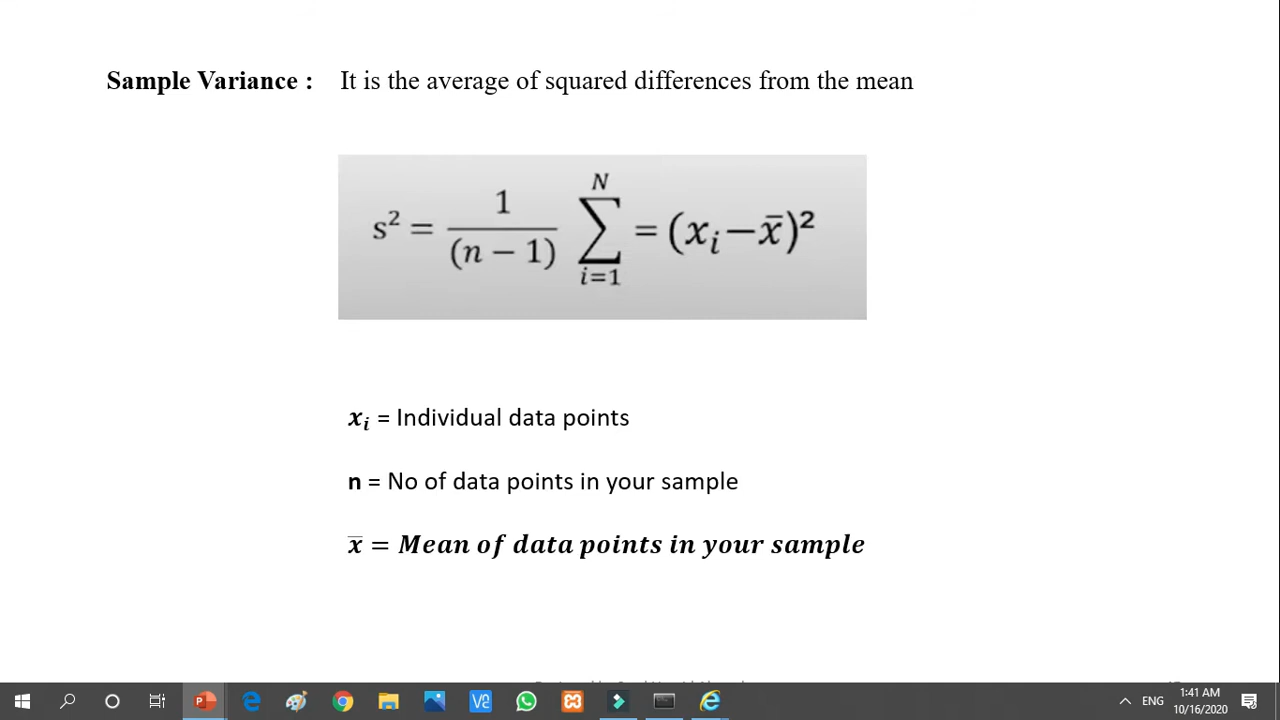 Sample Variance : It is the average of squared differences from the mean
s² = 1/(n − 1) N∑i=1 = (xᵢ−x̄)²
xᵢ = Individual data points
n = No of data points in your sample
x̄ = Mean of data points in your sample
ENG
1:41 AM
10/16/2020